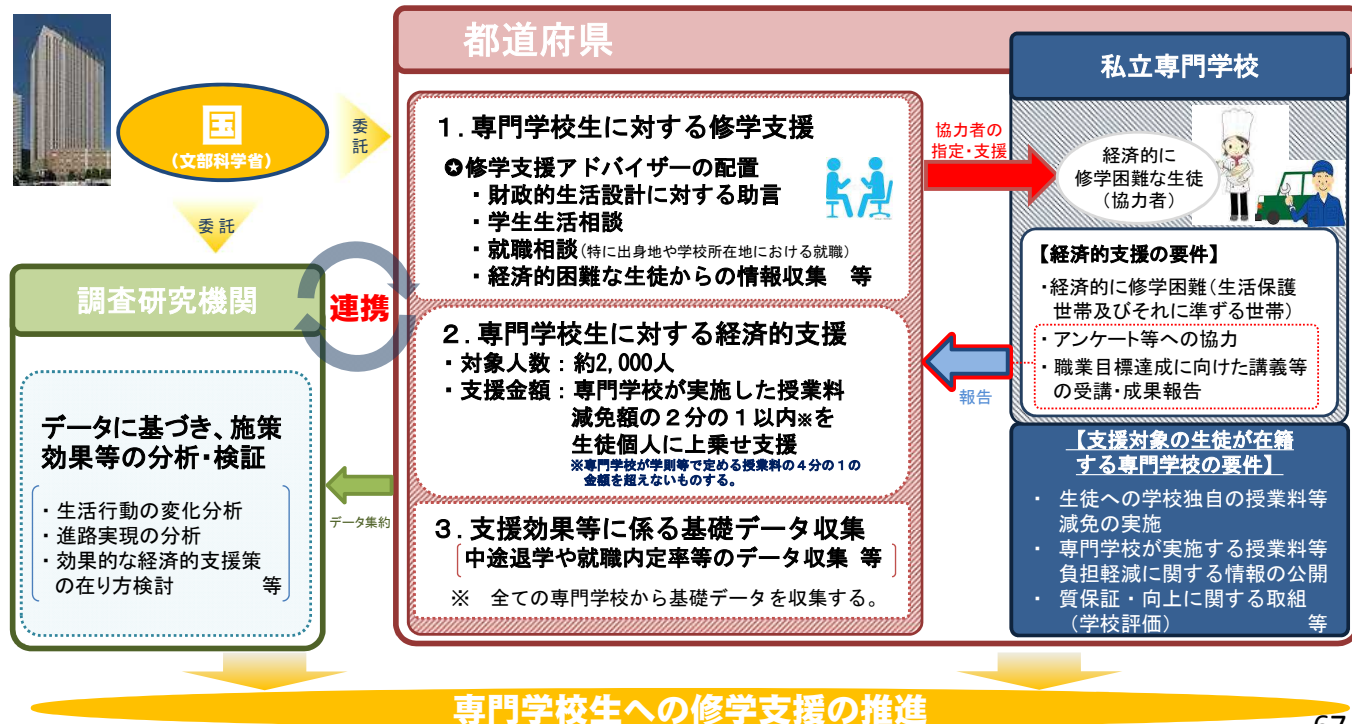 都道府県
私立専門学校
国
(文部科学省)
委託
委託
1．専門学校生に対する修学支援
✪修学支援アドバイザーの配置
・財政的生活設計に対する助言
・学生生活相談
・就職相談(特に出身地や学校所在地における就職)
・経済的困難な生徒からの情報収集　等
協力者の
指定・支援
経済的に
修学困難な生徒
(協力者)
【経済的支援の要件】
・経済的に修学困難(生活保護
世帯及びそれに準ずる世帯)
・アンケート等への協力
・職業目標達成に向けた講義等
の受講・成果報告
調査研究機関
連携
2．専門学校生に対する経済的支援
・対象人数：約2,000人
・支援金額：専門学校が実施した授業料
減免額の２分の１以内※を
生徒個人に上乗せ支援
※専門学校が学則等で定める授業料の４分の１の
金額を超えないものする。
報告
データに基づき、施策
効果等の分析・検証
・生活行動の変化分析
・進路実現の分析
・効果的な経済的支援策
の在り方検討　等
データ集約
3．支援効果等に係る基礎データ収集
中途退学や就職内定率等のデータ収集 等
※　全ての専門学校から基礎データを収集する。
【支援対象の生徒が在籍
する専門学校の要件】
・ 生徒への学校独自の授業料等
減免の実施
・ 専門学校が実施する授業料等
負担軽減に関する情報の公開
・ 質保証・向上に関する取組
(学校評価)　等
専門学校生への修学支援の推進
67